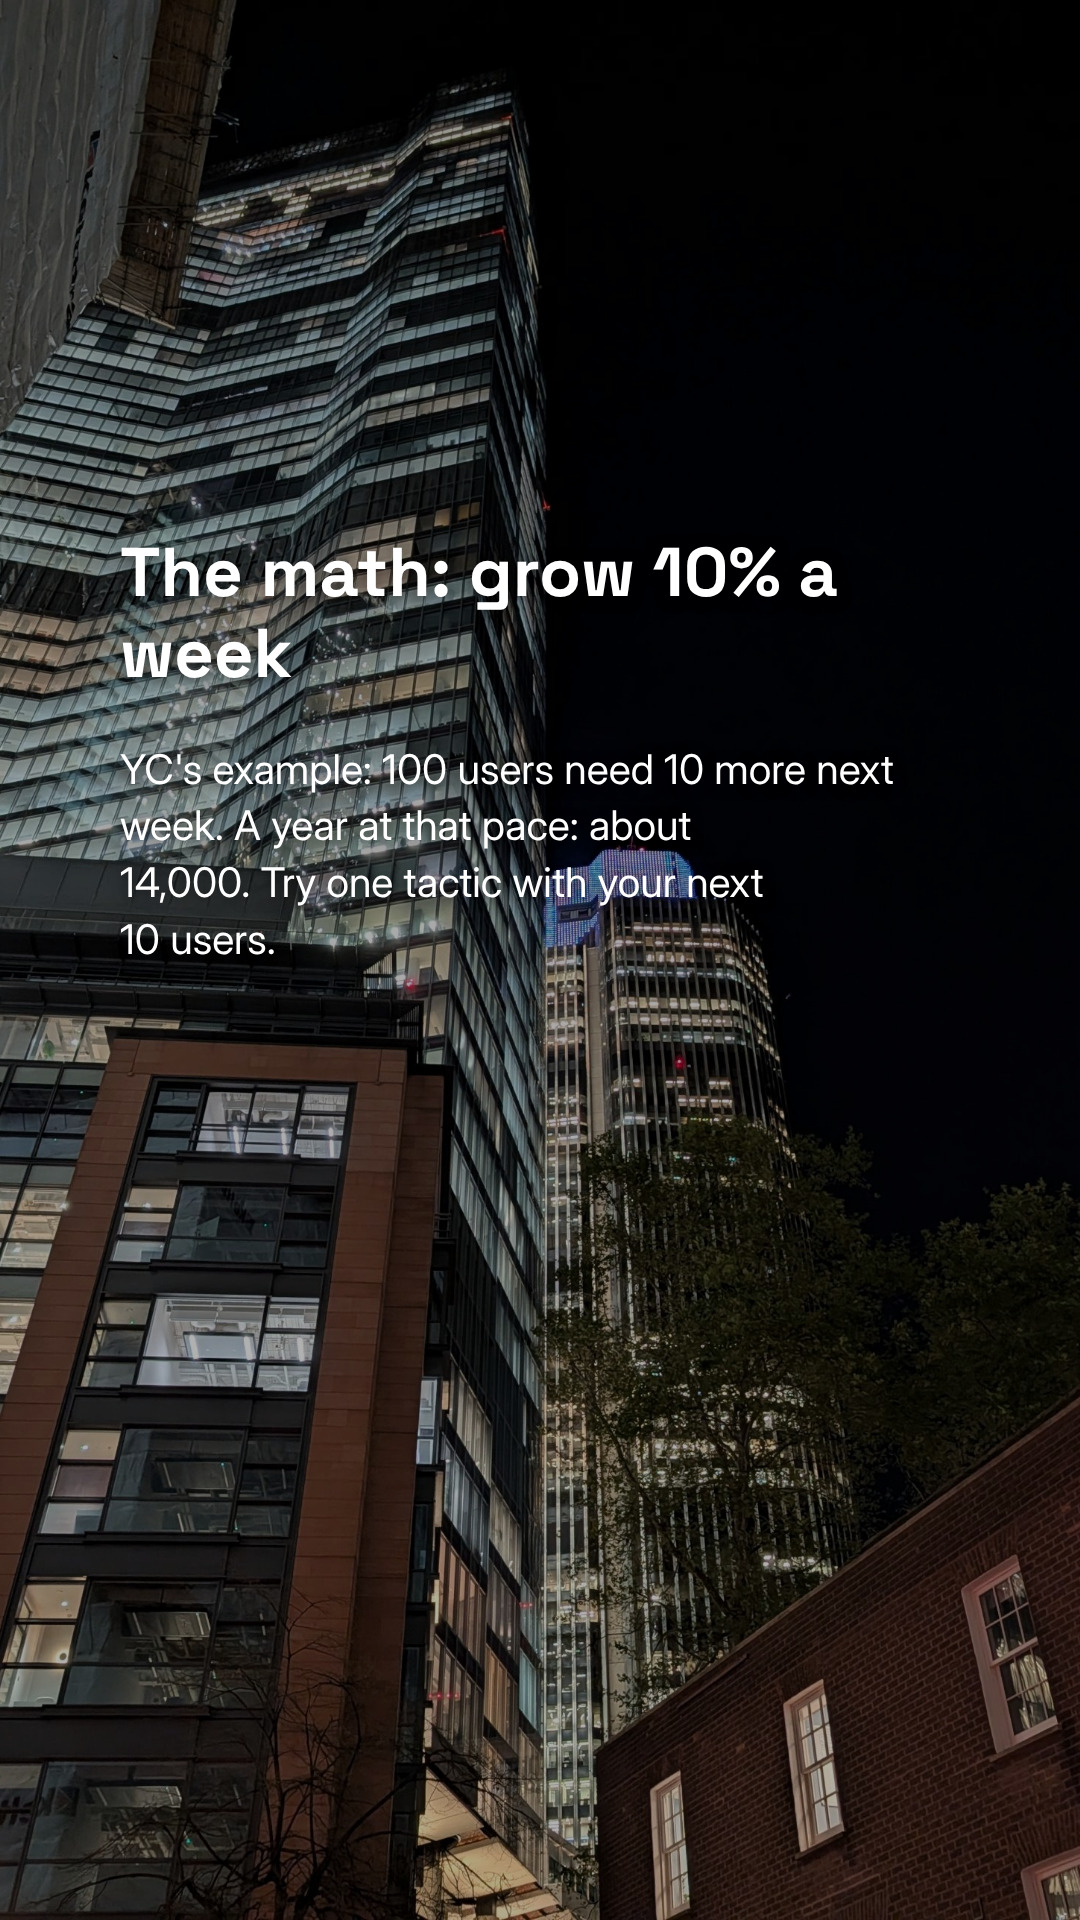 The math: grow 10% a
week
YC's example: 100 users need 10 more next
week. A year at that pace: about
14,000. Try one tactic with your next
10 users.